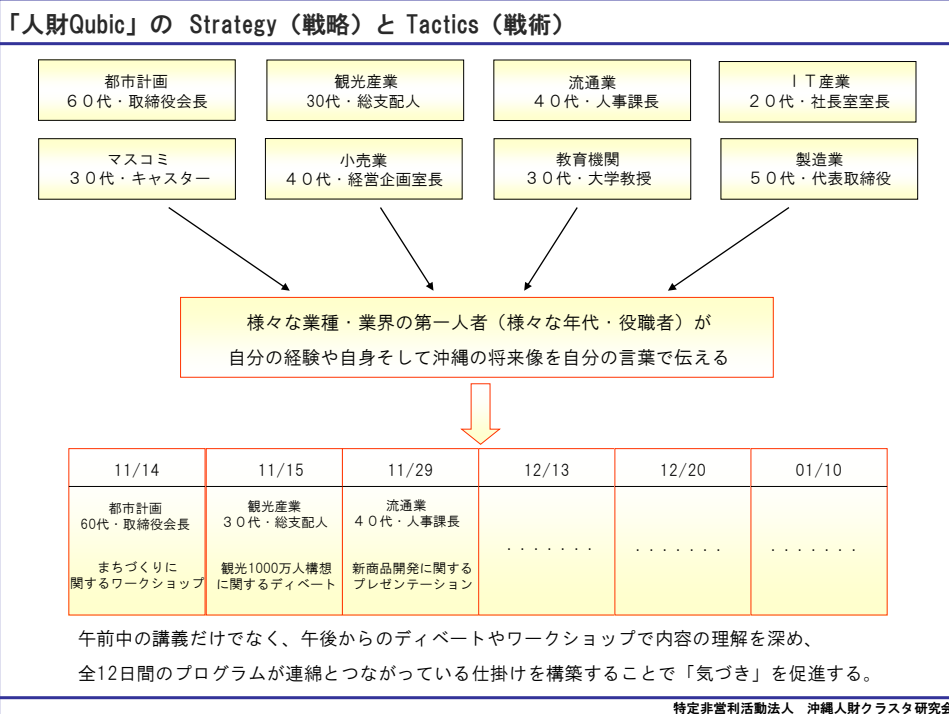 「人財Qubic」の Strategy（戦略）と Tactics（戦術）
都市計画
６０代・取締役会長
観光産業
30代・総支配人
流通業
４０代・人事課長
ＩＴ産業
２０代・社長室室長
マスコミ
３０代・キャスター
小売業
４０代・経営企画室長
教育機関
３０代・大学教授
製造業
５０代・代表取締役
様々な業種・業界の第一人者（様々な年代・役職者）が
自分の経験や自身そして沖縄の将来像を自分の言葉で伝える
11/14
11/15
11/29
12/13
12/20
01/10
都市計画
60代・取締役会長
まちづくりに
関するワークショップ
観光産業
３０代・総支配人
観光1000万人構想
に関するディベート
流通業
４０代・人事課長
新商品開発に関する
プレゼンテーション
・・・・・・・
・・・・・・・
・・・・・・・
午前中の講義だけでなく、午後からのディベートやワークショップで内容の理解を深め、
全12日間のプログラムが連綿とつながっている仕掛けを構築することで「気づき」を促進する。
特定非営利活動法人　沖縄人財クラスタ研究会